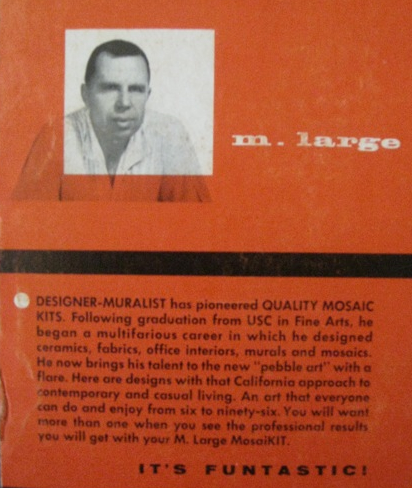 m. large
DESIGNER-MURALIST has pioneered QUALITY MOSAIC
KITS. Following graduation from USC in Fine Arts, he
began a multifarious career in which he designed
ceramics, fabrics, office interiors, murals and mosaics.
He now brings his talent to the new "pebble art" with a
flare. Here are designs with that California approach to
contemporary and casual living. An art that everyone
can do and enjoy from six to ninety-six. You will want
more than one when you see the professional results
you will get with your M. Large MosaiKIT.
IT'S FUNTASTIC!